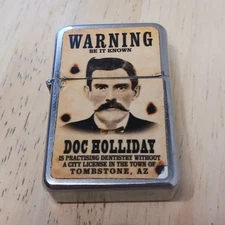 WARNING
BE IT KNOWN
DOC HOLLIDAY
IS PRACTISING DENTISTRY WITHOUT
A CITY LICENSE IN THE TOWN OF
TOMBSTONE, AZ